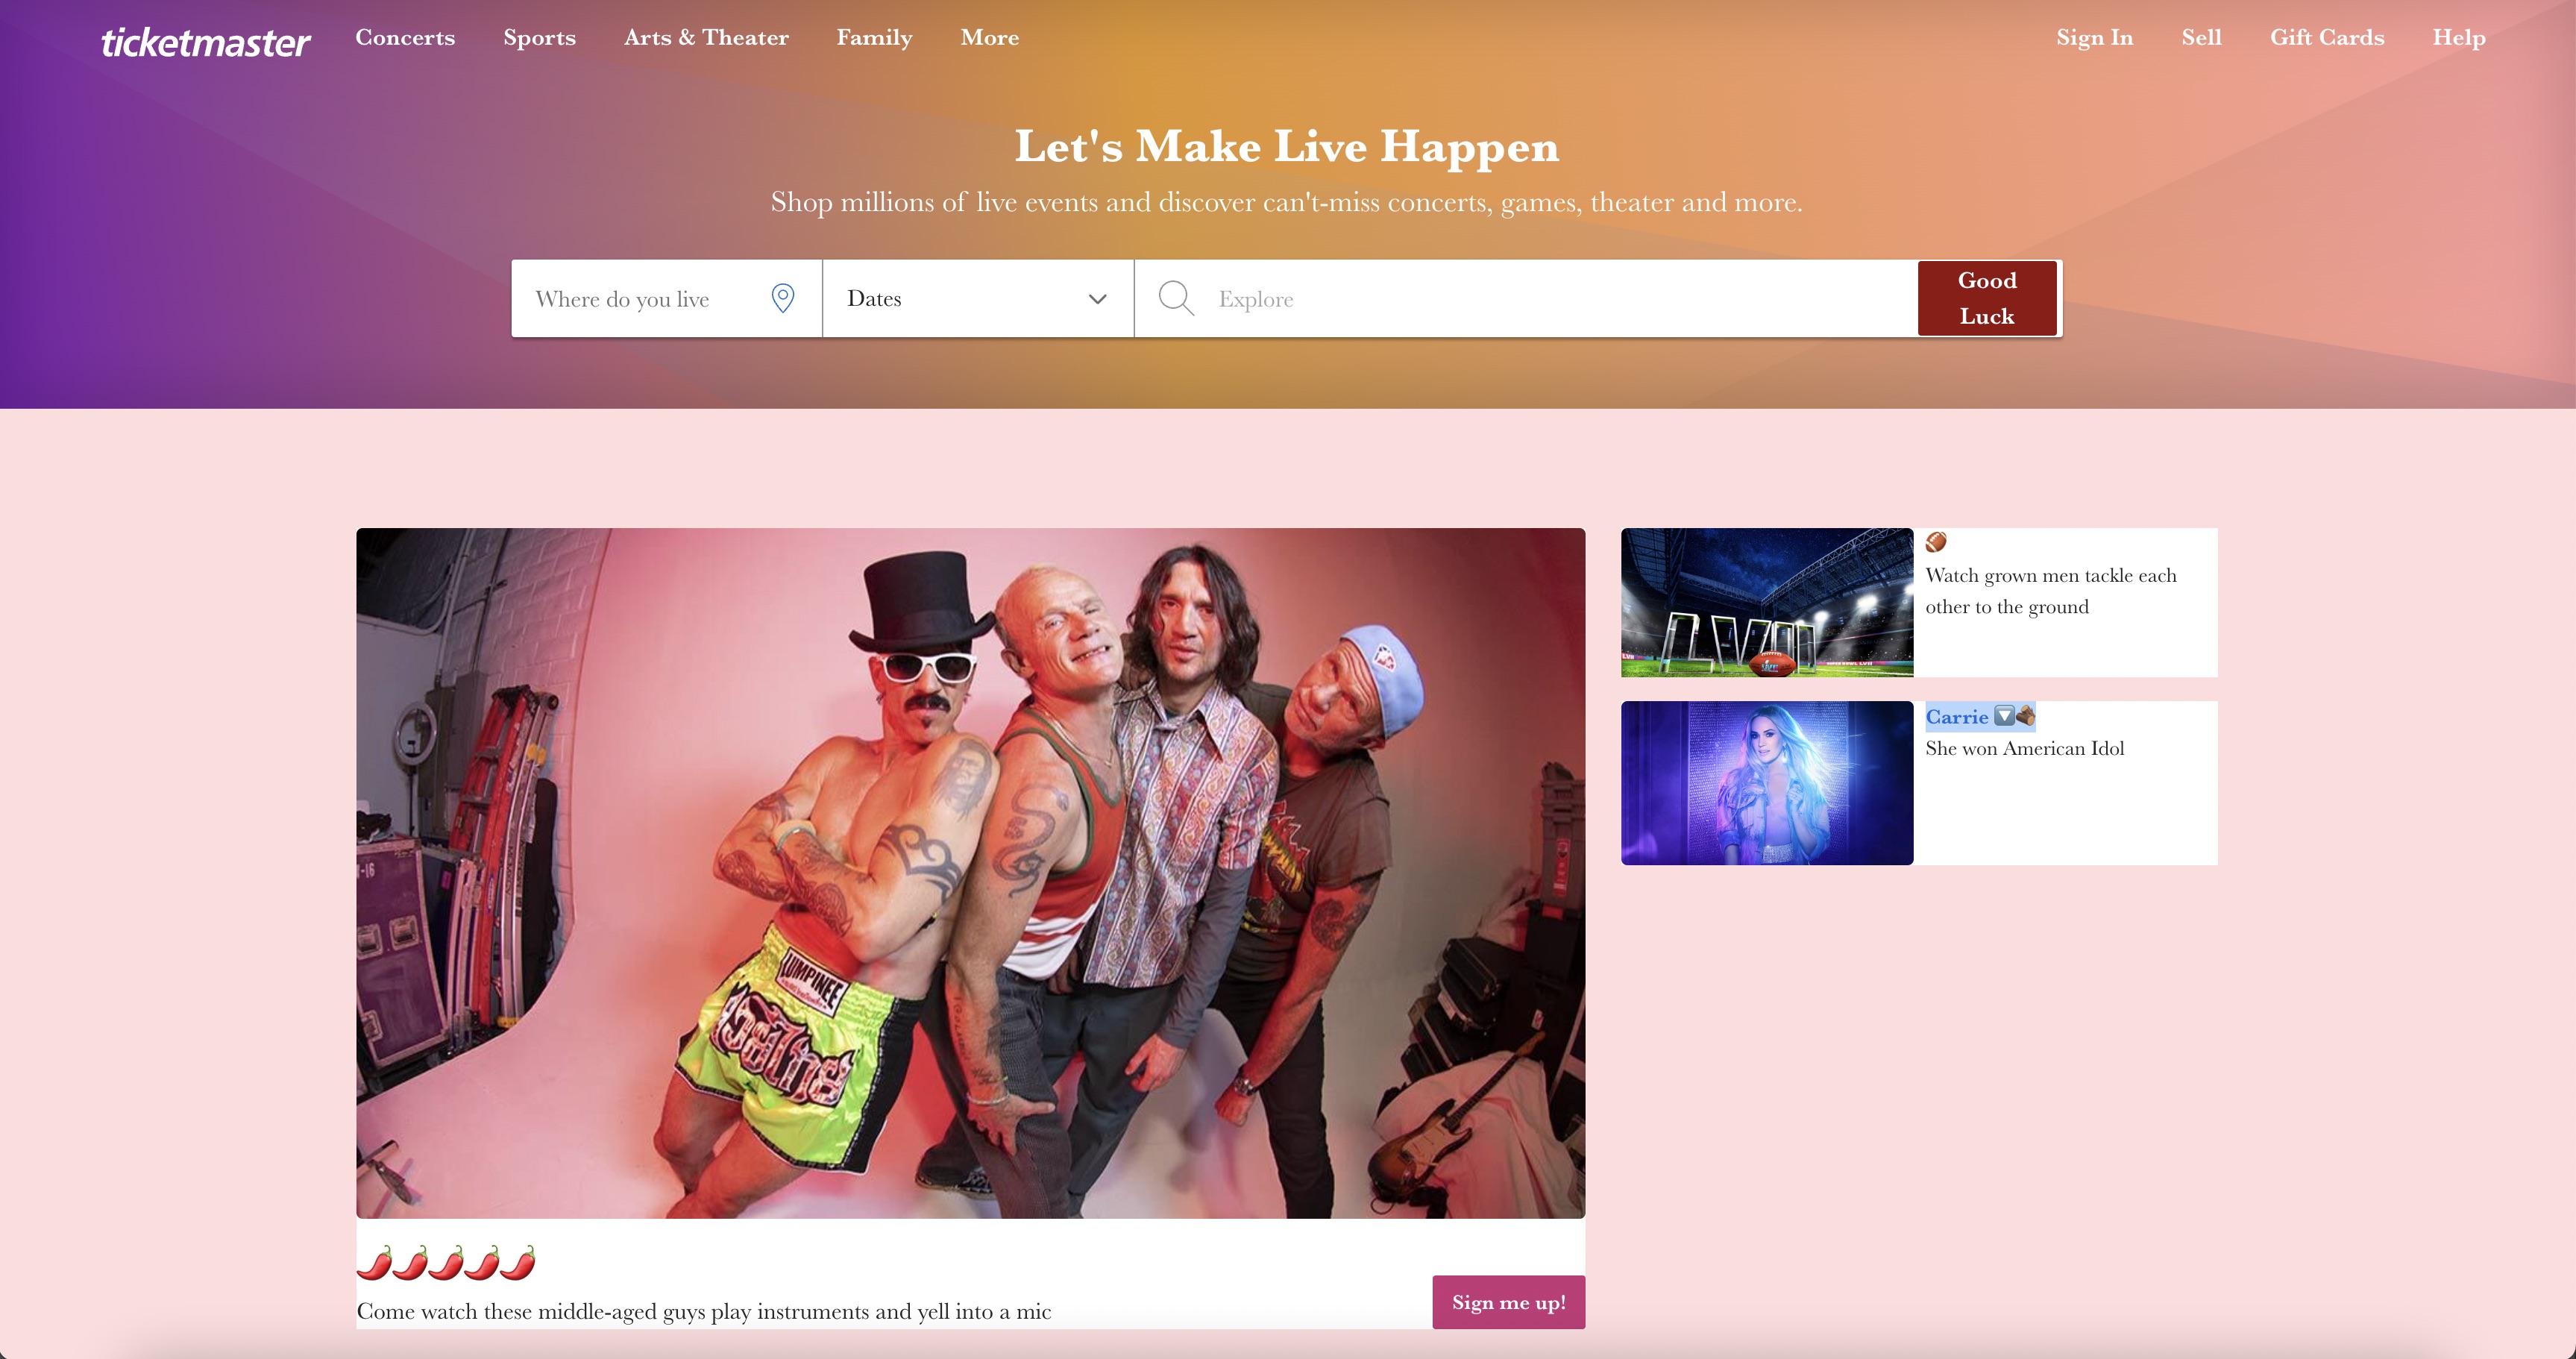 ticketmaster Concerts Sports Arts & Theater Family More Sign In Sell Gift Cards Help
Let's Make Live Happen
Shop millions of live events and discover can't-miss concerts, games, theater and more.
Where do you live
Dates
Explore
Good
Luck
LUMPINEE
🏈
Watch grown men tackle each
other to the ground
Carrie 🔽🪵
She won American Idol
🌶️🌶️🌶️🌶️🌶️
Come watch these middle-aged guys play instruments and yell into a mic
Sign me up!